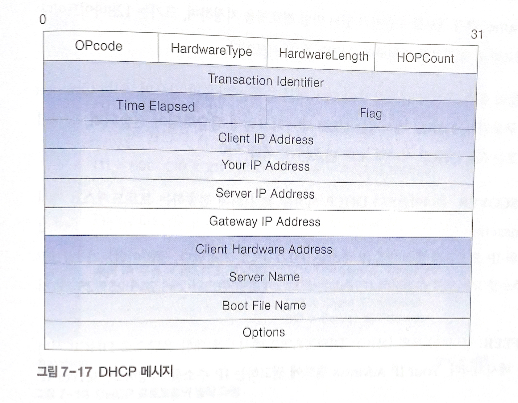 0
31
OPcode HardwareType HardwareLength HOPCount
Transaction Identifier
Time Elapsed Flag
Client IP Address
Your IP Address
Server IP Address
Gateway IP Address
Client Hardware Address
Server Name
Boot File Name
Options
그림 7-17 DHCP 메시지